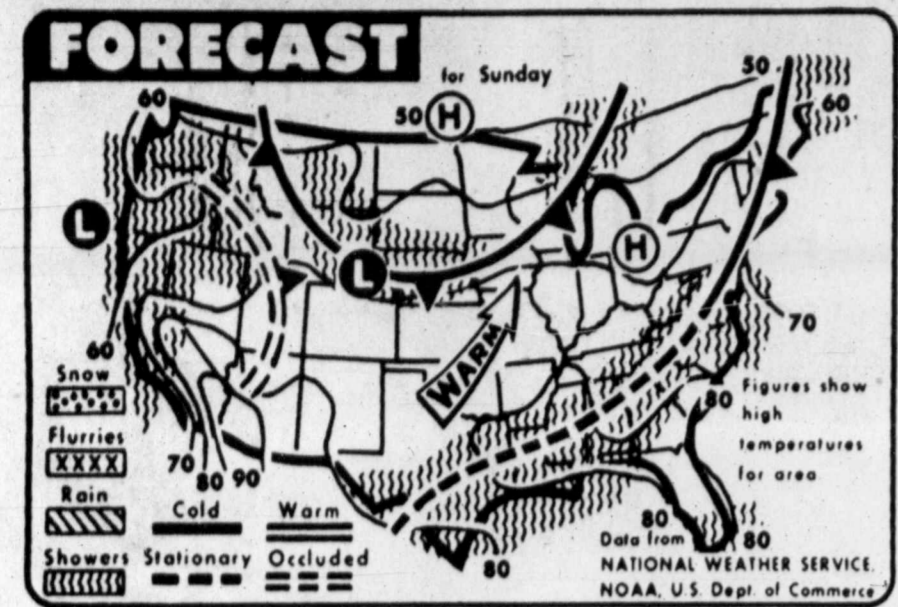 FORECAST
for Sunday
60
50
H
50
60
L
L
H
WARM
60
70
80
70
80 90
80
80
80
Snow
Flurries
Rain
Showers
Cold
Warm
Stationary
Occluded
Figures show
high
temperatures
for area
Data from
NATIONAL WEATHER SERVICE.
NOAA, U.S. Dept. of Commerce